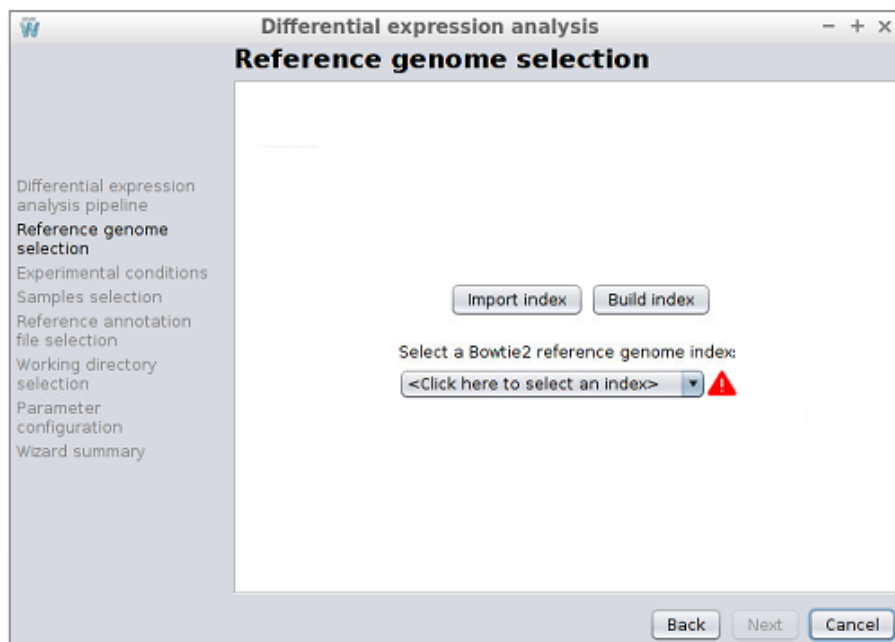 Differential expression analysis
Reference genome selection
Differential expression
analysis pipeline
Reference genome
selection
Experimental conditions
Samples selection
Reference annotation
file selection
Working directory
selection
Parameter
configuration
Wizard summary
Import index
Build index
Select a Bowtie2 reference genome index:
<Click here to select an index>
Back
Next
Cancel